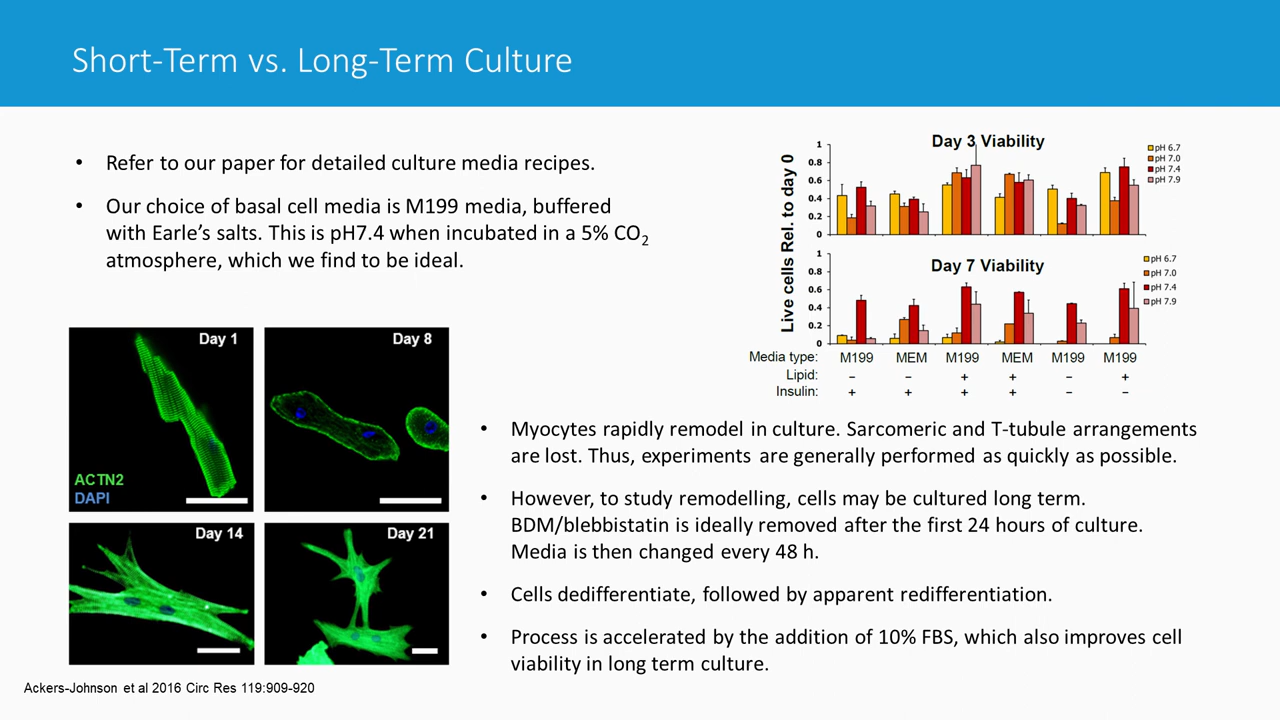 Short-Term vs. Long-Term Culture
• Refer to our paper for detailed culture media recipes.
• Our choice of basal cell media is M199 media, buffered
with Earle’s salts. This is pH7.4 when incubated in a 5% CO2
atmosphere, which we find to be ideal.
Day 3 Viability
1
0.8
0.6
0.4
0.2
0
pH 6.7
pH 7.0
pH 7.4
pH 7.9
Live cells Rel. to day 0
Day 7 Viability
1
0.8
0.6
0.4
0.2
0
pH 6.7
pH 7.0
pH 7.4
pH 7.9
Media type: M199 MEM M199 MEM M199 M199
Lipid: – – + + – +
Insulin: + + + + – –
Day 1
ACTN2
DAPI
Day 8
Day 14
Day 21
• Myocytes rapidly remodel in culture. Sarcomeric and T-tubule arrangements
are lost. Thus, experiments are generally performed as quickly as possible.
• However, to study remodelling, cells may be cultured long term.
BDM/blebbistatin is ideally removed after the first 24 hours of culture.
Media is then changed every 48 h.
• Cells dedifferentiate, followed by apparent redifferentiation.
• Process is accelerated by the addition of 10% FBS, which also improves cell
viability in long term culture.
Ackers-Johnson et al 2016 Circ Res 119:909-920